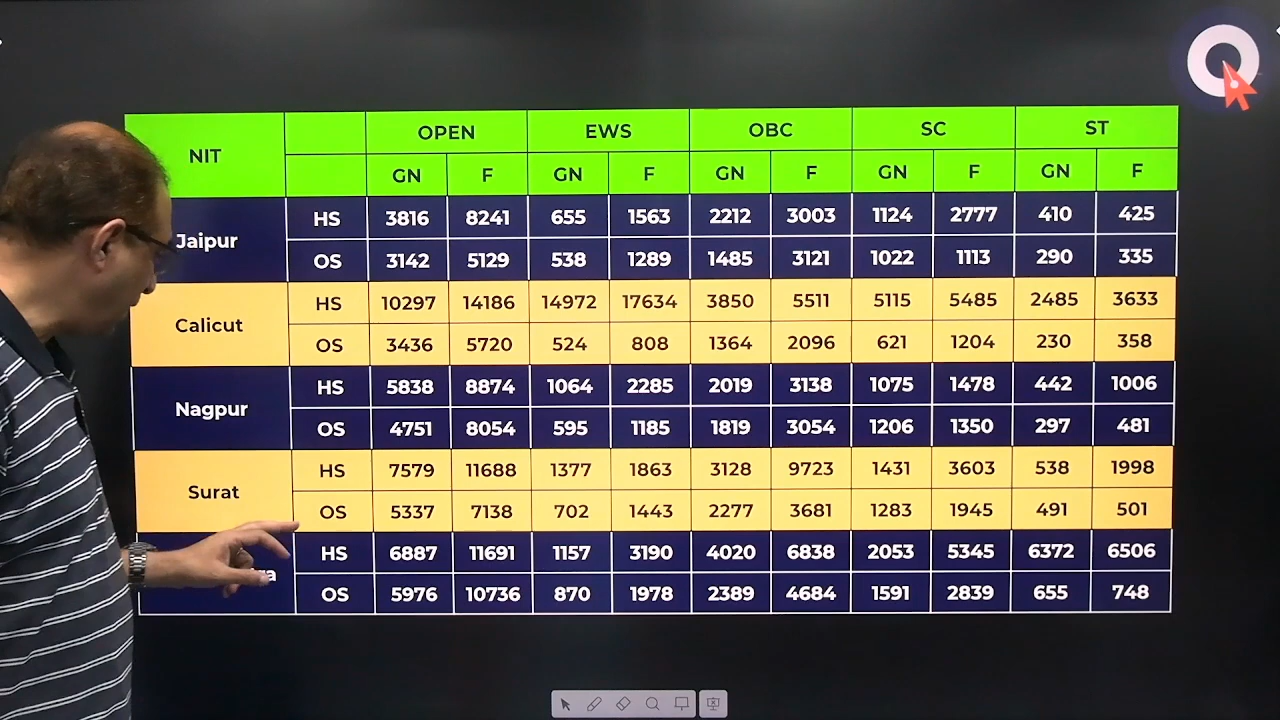 NIT OPEN EWS OBC SC ST
GN F GN F GN F GN F GN F
Jaipur HS 3816 8241 655 1563 2212 3003 1124 2777 410 425
OS 3142 5129 538 1289 1485 3121 1022 1113 290 335
Calicut HS 10297 14186 14972 17634 3850 5511 5115 5485 2485 3633
OS 3436 5720 524 808 1364 2096 621 1204 230 358
Nagpur HS 5838 8874 1064 2285 2019 3138 1075 1478 442 1006
OS 4751 8054 595 1185 1819 3054 1206 1350 297 481
Surat HS 7579 11688 1377 1863 3128 9723 1431 3603 538 1998
OS 5337 7138 702 1443 2277 3681 1283 1945 491 501
HS 6887 11691 1157 3190 4020 6838 2053 5345 6372 6506
OS 5976 10736 870 1978 2389 4684 1591 2839 655 748